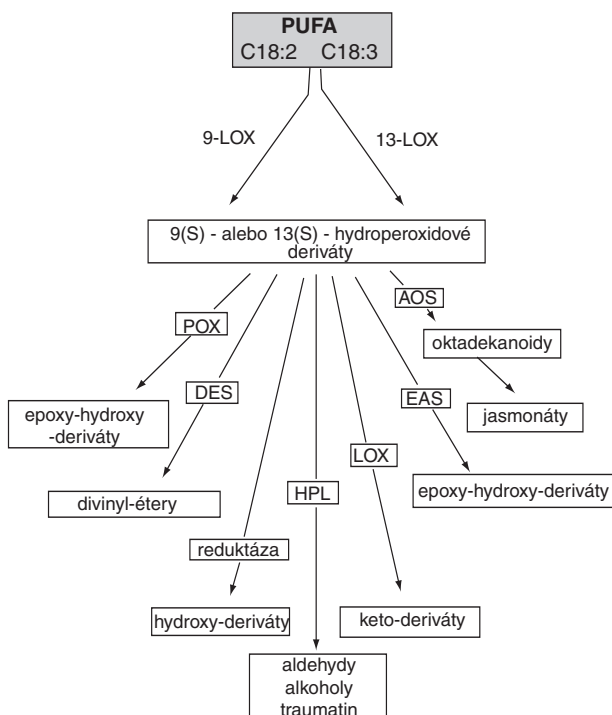 PUFA
C18:2 C18:3
9-LOX
13-LOX
9(S) - alebo 13(S) - hydroperoxidové
deriváty
AOS
POX
oktadekanoidy
DES
EAS
epoxy-hydroxy
-deriváty
jasmonáty
LOX
divinyl-étery
HPL
epoxy-hydroxy-deriváty
reduktáza
hydroxy-deriváty
keto-deriváty
aldehydy
alkoholy
traumatin